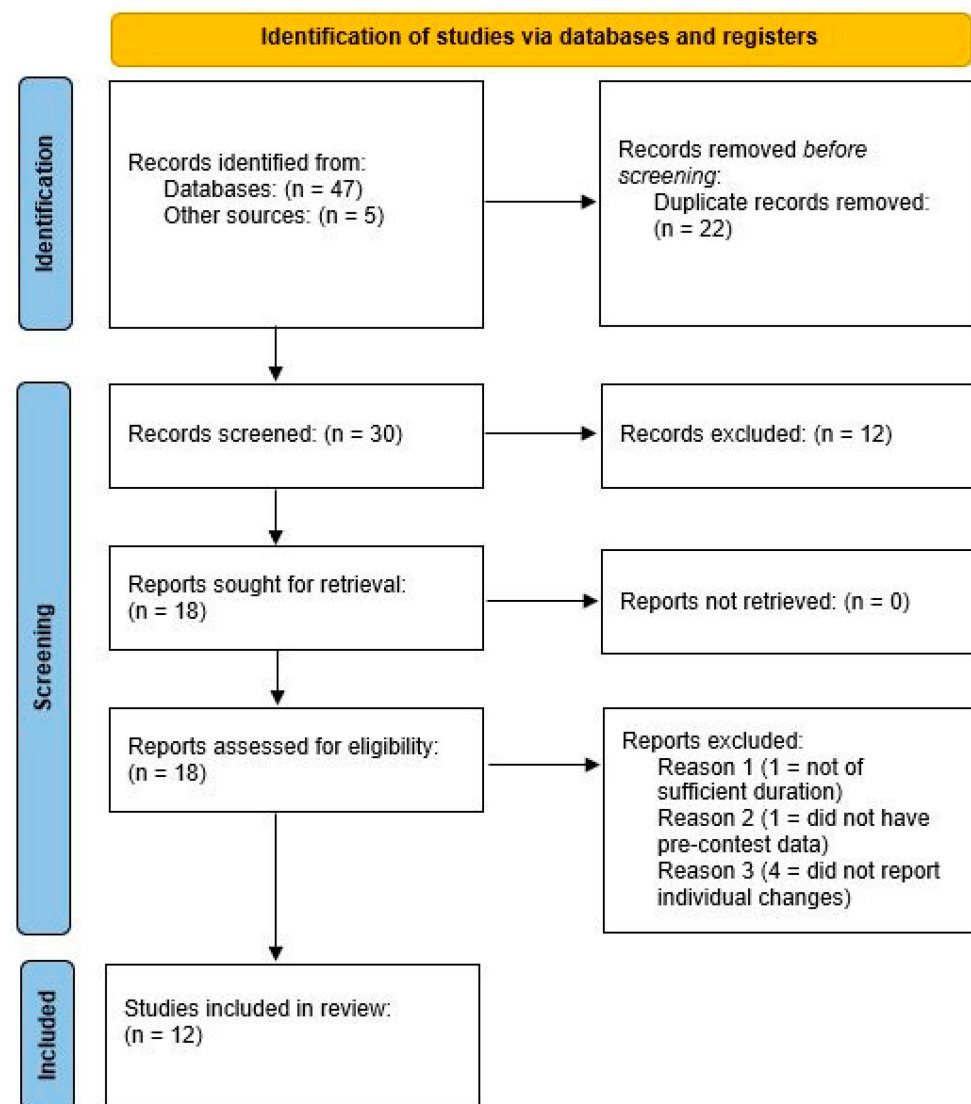 Identification of studies via databases and registers
Identification
Records identified from:
Databases: (n = 47)
Other sources: (n = 5)
Records removed before
screening:
Duplicate records removed:
(n = 22)
Screening
Records screened: (n = 30)
Records excluded: (n = 12)
Reports sought for retrieval:
(n = 18)
Reports not retrieved: (n = 0)
Reports assessed for eligibility:
(n = 18)
Reports excluded:
Reason 1 (1 = not of
sufficient duration)
Reason 2 (1 = did not have
pre-contest data)
Reason 3 (4 = did not report
individual changes)
Included
Studies included in review:
(n = 12)